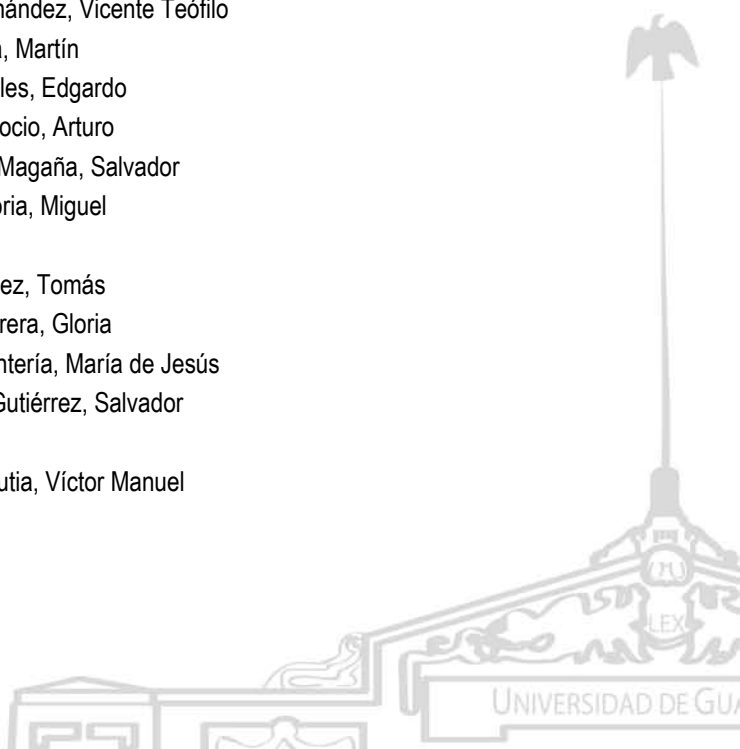 nández, Vicente Teófilo
, Martín
les, Edgardo
ocio, Arturo
Magaña, Salvador
oria, Miguel
ez, Tomás
rera, Gloria
ntería, María de Jesús
Gutiérrez, Salvador
utia, Víctor Manuel
LEX
UNIVERSIDAD DE GUA